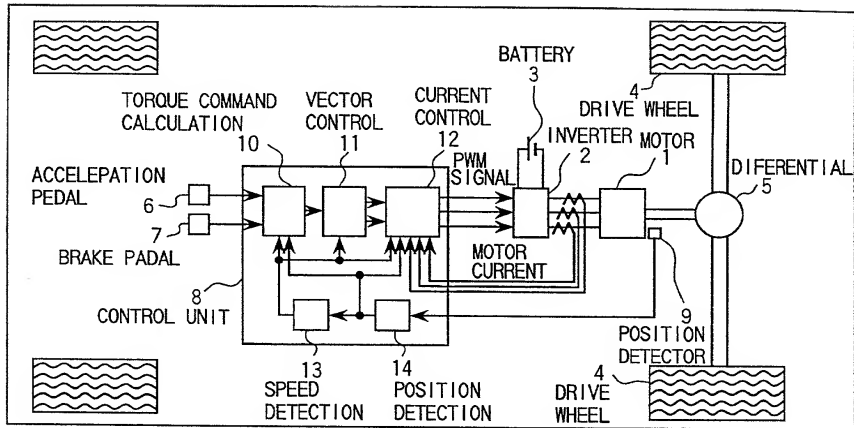 BATTERY
3
4
DRIVE WHEEL
TORQUE COMMAND
CALCULATION
10
VECTOR
CONTROL
11
CURRENT
CONTROL
12
INVERTER
2
MOTOR
1
PWM
SIGNAL
DIFERENTIAL
5
ACCELEPATION
PEDAL
6
7
BRAKE PADAL
MOTOR
CURRENT
8
CONTROL UNIT
9
POSITION
DETECTOR
13
SPEED
DETECTION
14
POSITION
DETECTION
4
DRIVE
WHEEL